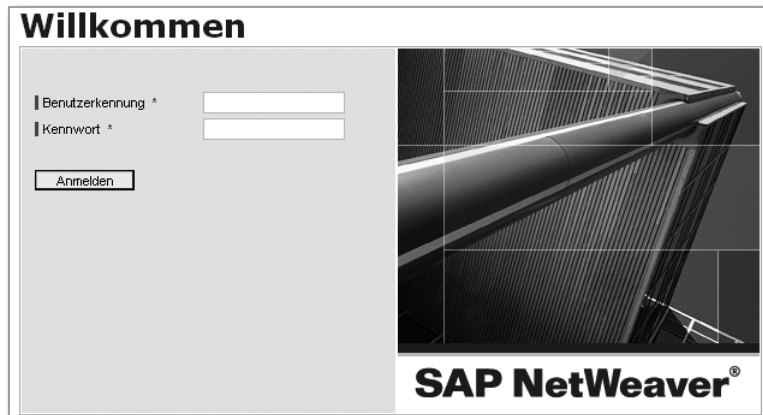 Willkommen
Benutzerkennung *
Kennwort *
Anmelden
SAP NetWeaver®